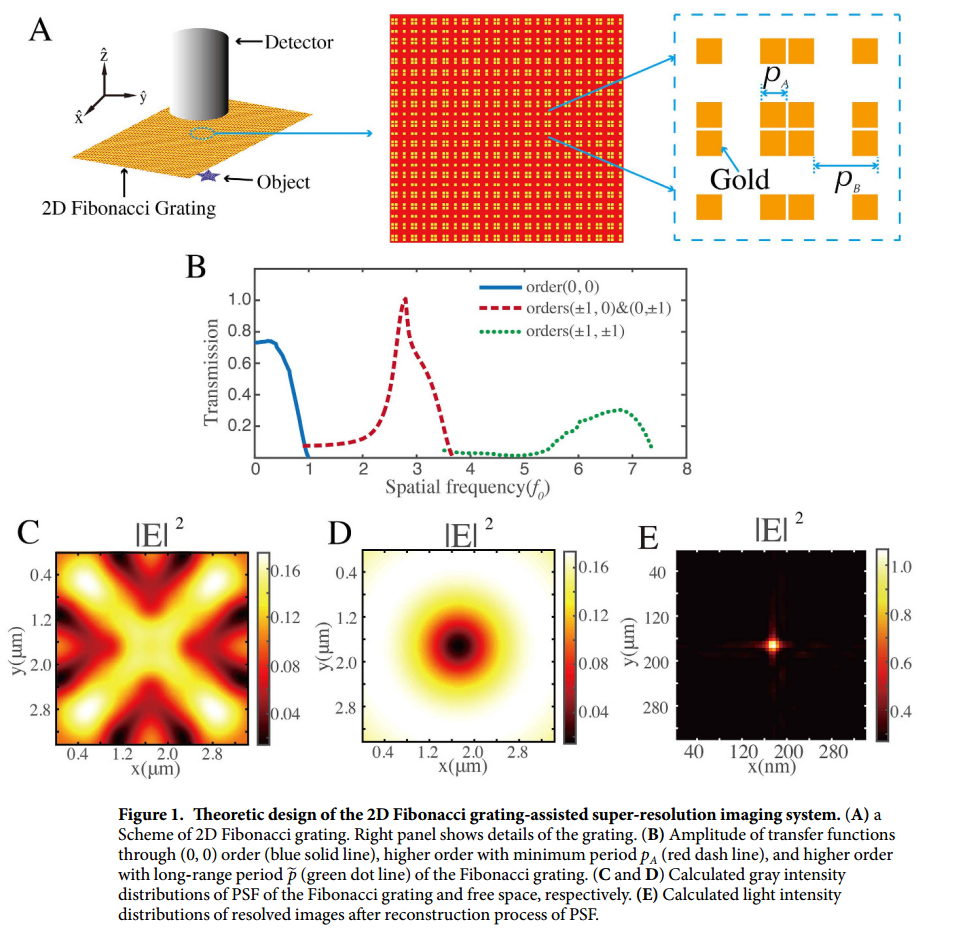 A
Detector
ẑ
ŷ
x̂
Object
2D Fibonacci Grating
p_A
Gold
p_B
B
order(0, 0)
orders(±1, 0)&(0,±1)
orders(±1, ±1)
Transmission
1.0
0.8
0.6
0.4
0.2
0 1 2 3 4 5 6 7 8
Spatial frequency(f₀)
C
|E| ²
y(μm)
0.4
1.2
2.0
2.8
0.4 1.2 2.0 2.8
x(μm)
0.16
0.12
0.08
0.04
D
|E| ²
y(μm)
0.4
1.2
2.0
2.8
0.4 1.2 2.0 2.8
x(μm)
0.16
0.12
0.08
0.04
E
|E| ²
y(μm)
40
120
200
280
40 120 200 280
x(nm)
1.0
0.8
0.6
0.4
Figure 1. Theoretic design of the 2D Fibonacci grating-assisted super-resolution imaging system. (A) a
Scheme of 2D Fibonacci grating. Right panel shows details of the grating. (B) Amplitude of transfer functions
through (0, 0) order (blue solid line), higher order with minimum period p_A (red dash line), and higher order
with long-range period p̃ (green dot line) of the Fibonacci grating. (C and D) Calculated gray intensity
distributions of PSF of the Fibonacci grating and free space, respectively. (E) Calculated light intensity
distributions of resolved images after reconstruction process of PSF.